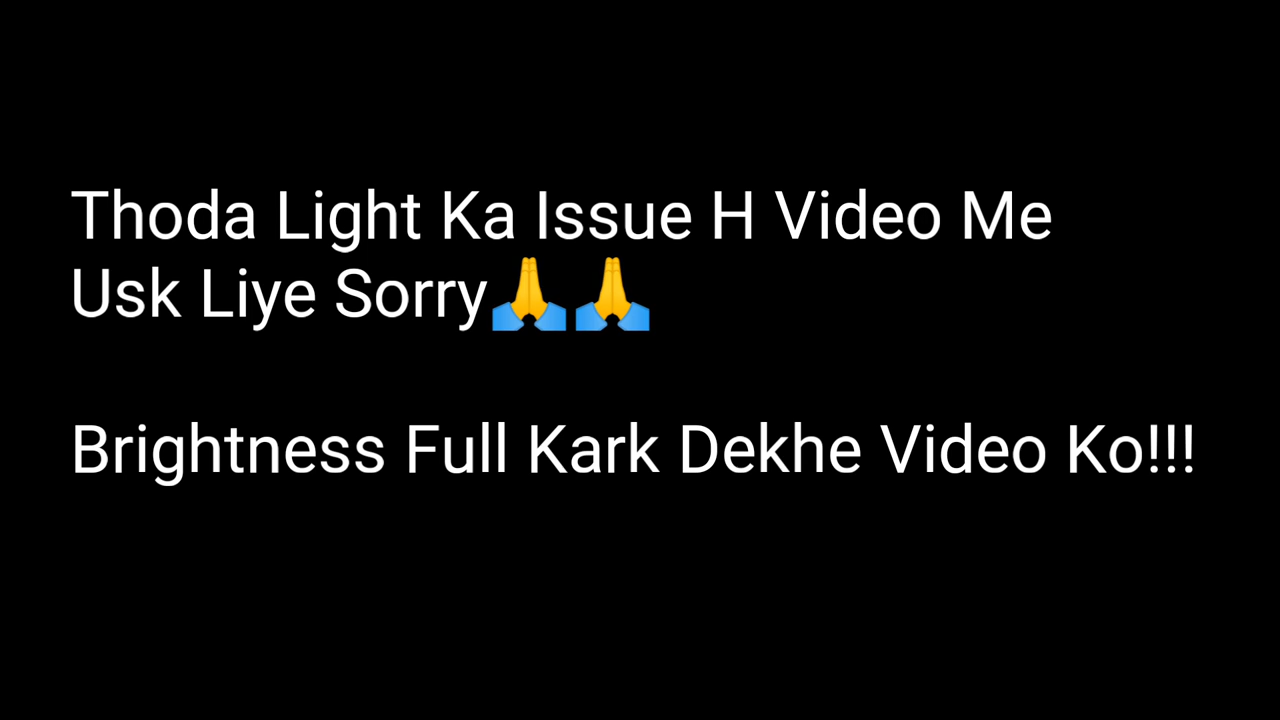 Thoda Light Ka Issue H Video Me
Usk Liye Sorry🙏🙏
Brightness Full Kark Dekhe Video Ko!!!